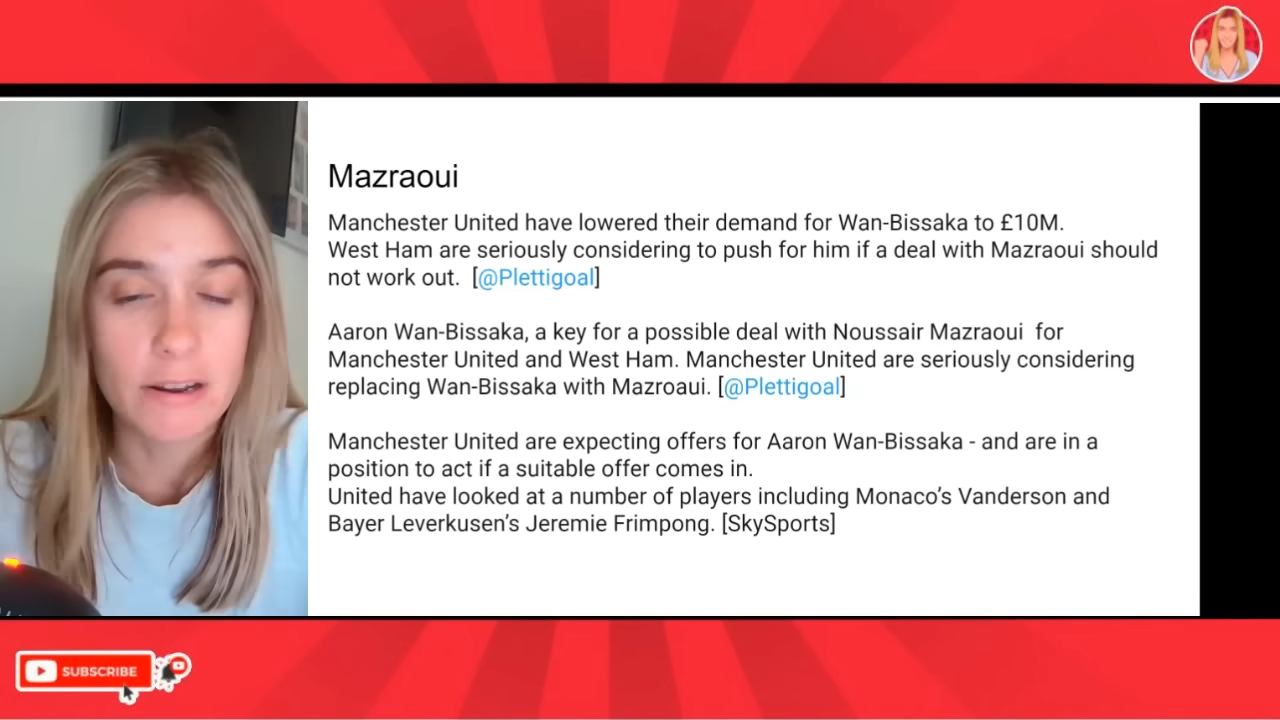 Mazraoui
Manchester United have lowered their demand for Wan-Bissaka to £10M.
West Ham are seriously considering to push for him if a deal with Mazraoui should
not work out. [@Plettigoal]
Aaron Wan-Bissaka, a key for a possible deal with Noussair Mazraoui for
Manchester United and West Ham. Manchester United are seriously considering
replacing Wan-Bissaka with Mazroaui. [@Plettigoal]
Manchester United are expecting offers for Aaron Wan-Bissaka - and are in a
position to act if a suitable offer comes in.
United have looked at a number of players including Monaco’s Vanderson and
Bayer Leverkusen’s Jeremie Frimpong. [SkySports]
SUBSCRIBE